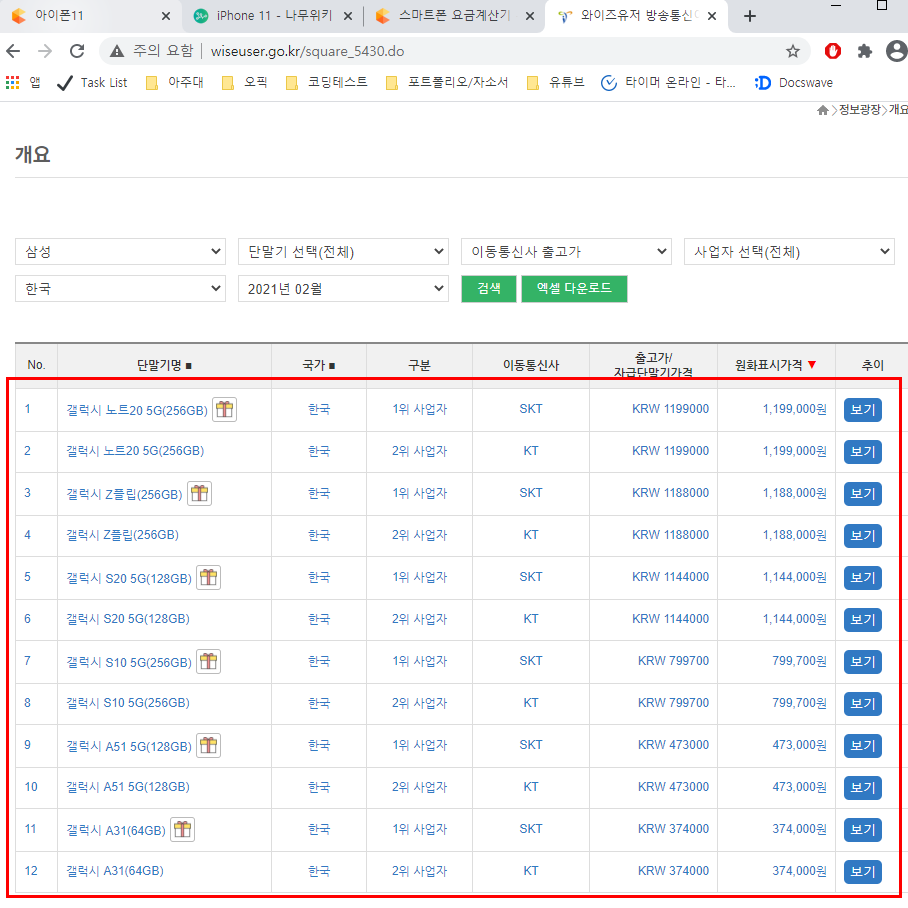 아이폰11
iPhone 11 - 나무위키
스마트폰 요금계산기
와이즈유저 방송통신
주의 요함 wiseuser.go.kr/square_5430.do
앱 Task List 아주대 오픽 코딩테스트 포트폴리오/자소서 유튜브 타이머 온라인 - 타... Docswave
정보광장 개요
개요
삼성 단말기 선택(전체) 이동통신사 출고가 사업자 선택(전체)
한국 2021년 02월 검색 엑셀 다운로드
No. 단말기명 ■ 국가 ■ 구분 이동통신사 출고가/ 자급단말기가격 원화표시가격 ▼ 추이
1 갤럭시 노트20 5G(256GB) 한국 1위 사업자 SKT KRW 1199000 1,199,000원 보기
2 갤럭시 노트20 5G(256GB) 한국 2위 사업자 KT KRW 1199000 1,199,000원 보기
3 갤럭시 Z플립(256GB) 한국 1위 사업자 SKT KRW 1188000 1,188,000원 보기
4 갤럭시 Z플립(256GB) 한국 2위 사업자 KT KRW 1188000 1,188,000원 보기
5 갤럭시 S20 5G(128GB) 한국 1위 사업자 SKT KRW 1144000 1,144,000원 보기
6 갤럭시 S20 5G(128GB) 한국 2위 사업자 KT KRW 1144000 1,144,000원 보기
7 갤럭시 S10 5G(256GB) 한국 1위 사업자 SKT KRW 799700 799,700원 보기
8 갤럭시 S10 5G(256GB) 한국 2위 사업자 KT KRW 799700 799,700원 보기
9 갤럭시 A51 5G(128GB) 한국 1위 사업자 SKT KRW 473000 473,000원 보기
10 갤럭시 A51 5G(128GB) 한국 2위 사업자 KT KRW 473000 473,000원 보기
11 갤럭시 A31(64GB) 한국 1위 사업자 SKT KRW 374000 374,000원 보기
12 갤럭시 A31(64GB) 한국 2위 사업자 KT KRW 374000 374,000원 보기